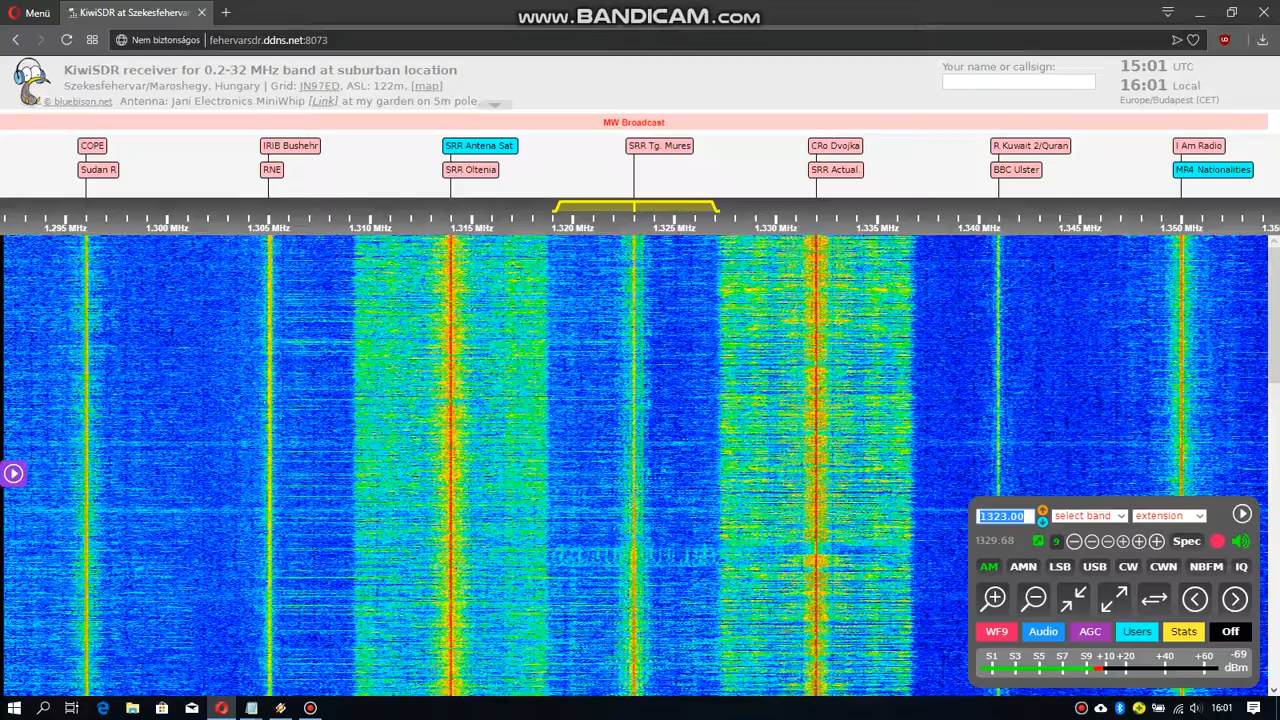 www.BANDICAM.com
Menü
KiwiSDR at Szekesfehervar
Nem biztonságos
fehervarsdr.ddns.net:8073
KiwiSDR receiver for 0.2-32 MHz band at suburban location
Szekesfehervar/Maroshegy, Hungary | Grid: JN97ED, ASL: 122m, [map]
© bluebison.net
Antenna: Jani Electronics MiniWhip [Link] at my garden on 5m pole
Your name or callsign:
15:01 UTC
16:01 Local
Europe/Budapest (CET)
MW Broadcast
COPE IRIB Bushehr SRR Antena Sat. SRR Tg. Mures CRo Dvojka R Kuwait 2/Quran I Am Radio
Sudan R RNE SRR Oltenia SRR Actual. BBC Ulster MR4 Nationalities
1.295 MHz 1.300 MHz 1.305 MHz 1.310 MHz 1.315 MHz 1.320 MHz 1.325 MHz 1.330 MHz 1.335 MHz 1.340 MHz 1.345 MHz 1.350 MHz 1.35
1323.00 select band extension
1329.68 9 Spec
AM AMN LSB USB CW CWN NBFM IQ
WF9 Audio AGC Users Stats Off
S1 S3 S5 S7 S9 +10 +20 +40 +60 -69
dBm
16:01